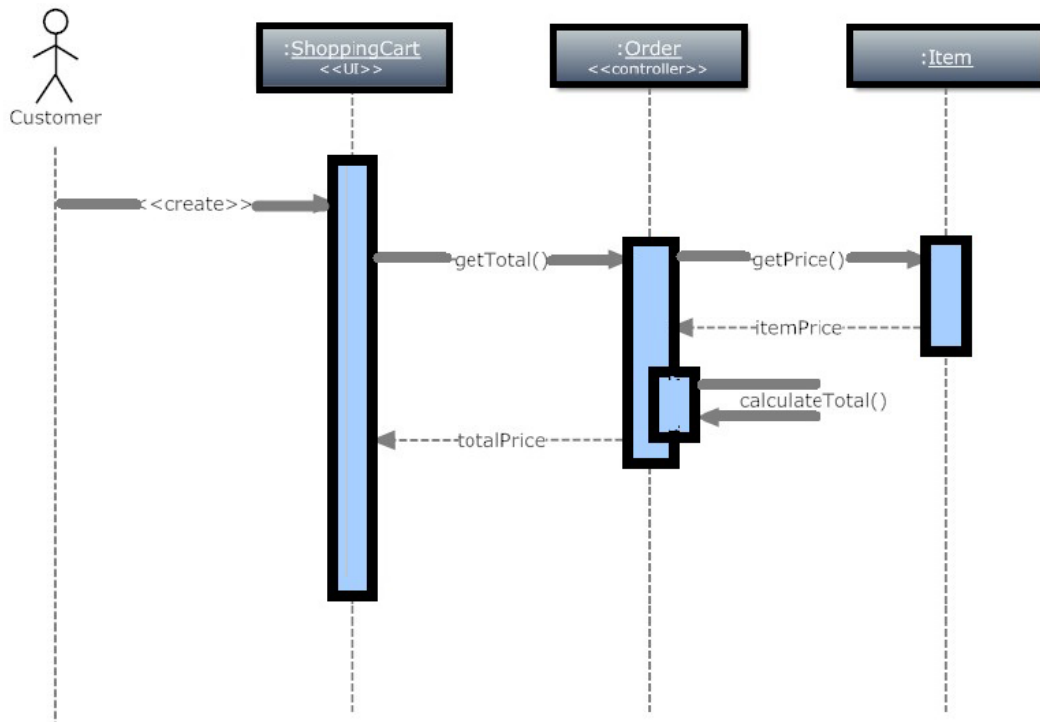 :ShoppingCart
<<UI>>
:Order
<<controller>>
:Item
Customer
<<create>>
getTotal()
getPrice()
itemPrice
calculateTotal()
totalPrice